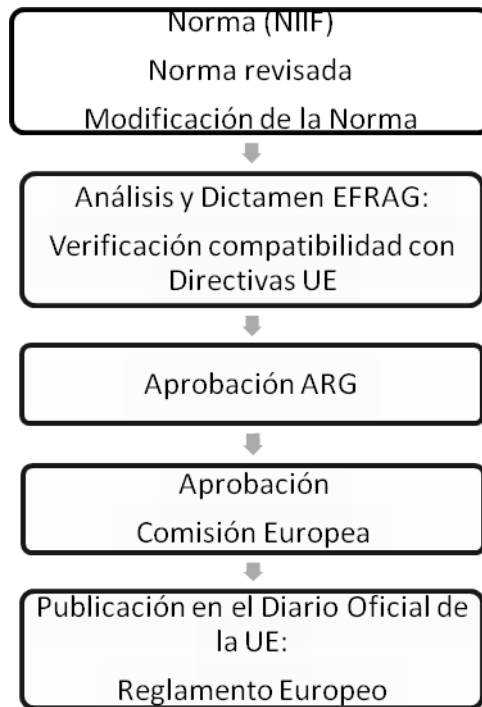 Norma (NIIF)
Norma revisada
Modificación de la Norma
Análisis y Dictamen EFRAG:
Verificación compatibilidad con
Directivas UE
Aprobación ARG
Aprobación
Comisión Europea
Publicación en el Diario Oficial de
la UE:
Reglamento Europeo